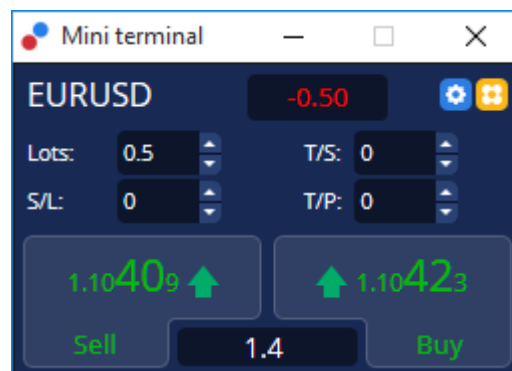 Mini terminal
EURUSD -0.50
Lots: 0.5 T/S: 0
S/L: 0 T/P: 0
1.10409 1.10423
Sell 1.4 Buy